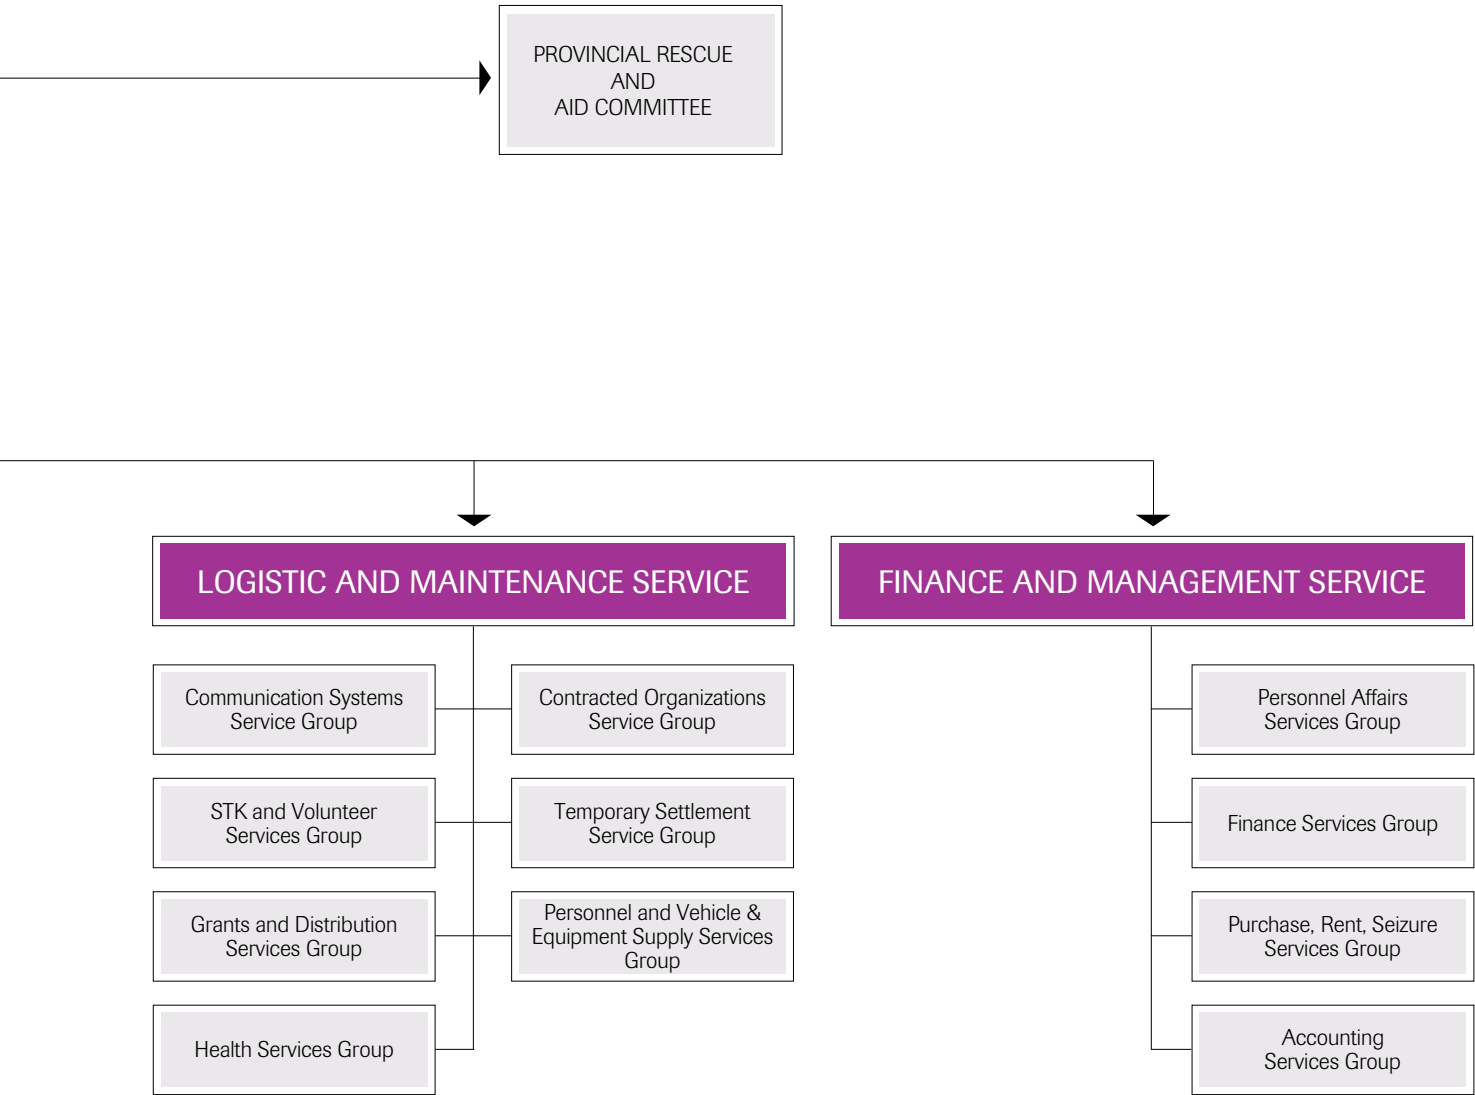 PROVINCIAL RESCUE
AND
AID COMMITTEE
LOGISTIC AND MAINTENANCE SERVICE
FINANCE AND MANAGEMENT SERVICE
Communication Systems
Service Group
Contracted Organizations
Service Group
Personnel Affairs
Services Group
STK and Volunteer
Services Group
Temporary Settlement
Service Group
Finance Services Group
Grants and Distribution
Services Group
Personnel and Vehicle &
Equipment Supply Services
Group
Purchase, Rent, Seizure
Services Group
Health Services Group
Accounting
Services Group